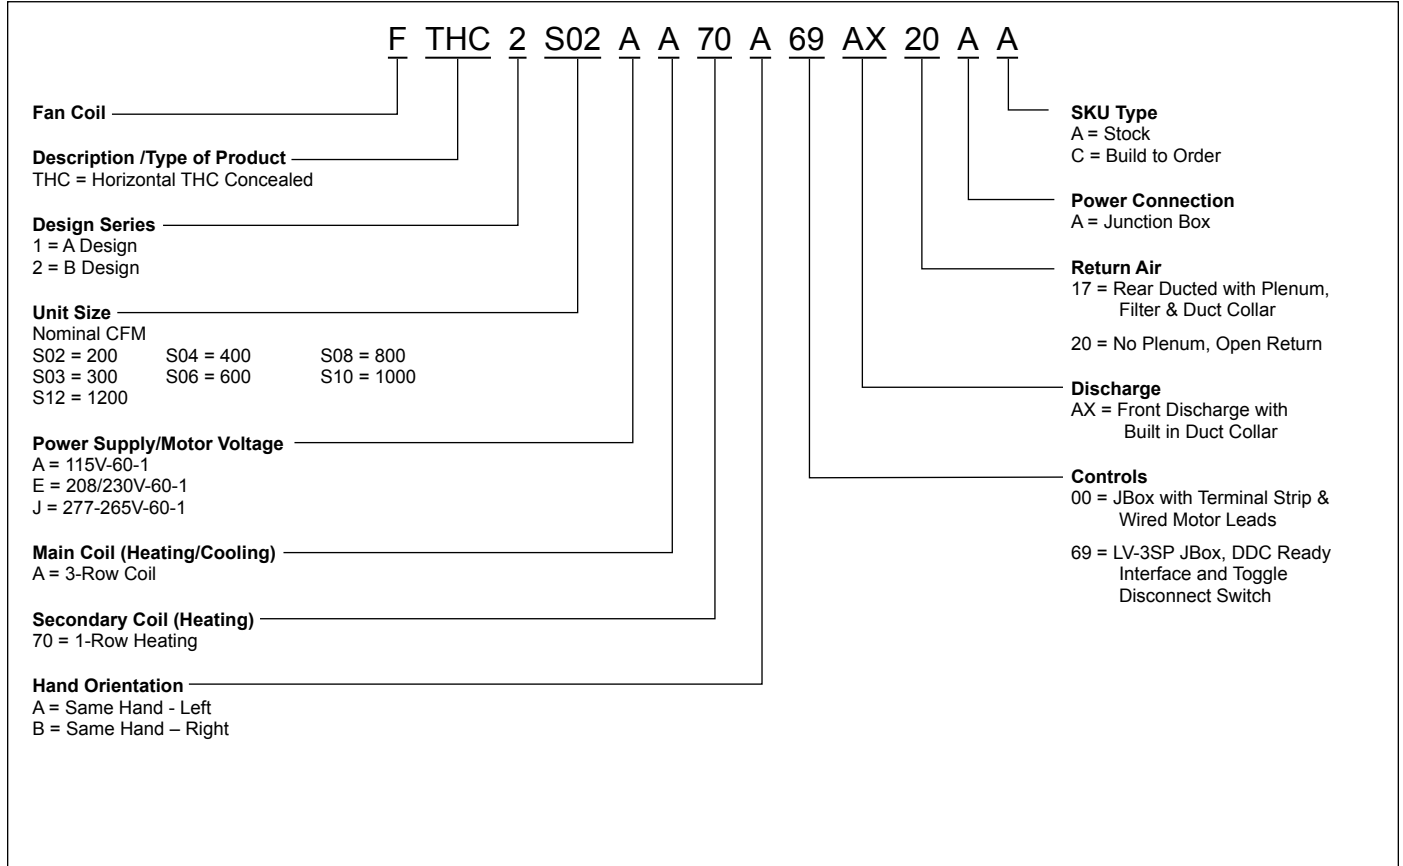 F THC 2 S02 A A 70 A 69 AX 20 A A
Fan Coil
Description /Type of Product
THC = Horizontal THC Concealed
Design Series
1 = A Design
2 = B Design
Unit Size
Nominal CFM
S02 = 200 S04 = 400 S08 = 800
S03 = 300 S06 = 600 S10 = 1000
S12 = 1200
Power Supply/Motor Voltage
A = 115V-60-1
E = 208/230V-60-1
J = 277-265V-60-1
Main Coil (Heating/Cooling)
A = 3-Row Coil
Secondary Coil (Heating)
70 = 1-Row Heating
Hand Orientation
A = Same Hand - Left
B = Same Hand – Right
SKU Type
A = Stock
C = Build to Order
Power Connection
A = Junction Box
Return Air
17 = Rear Ducted with Plenum,
Filter & Duct Collar
20 = No Plenum, Open Return
Discharge
AX = Front Discharge with
Built in Duct Collar
Controls
00 = JBox with Terminal Strip &
Wired Motor Leads
69 = LV-3SP JBox, DDC Ready
Interface and Toggle
Disconnect Switch